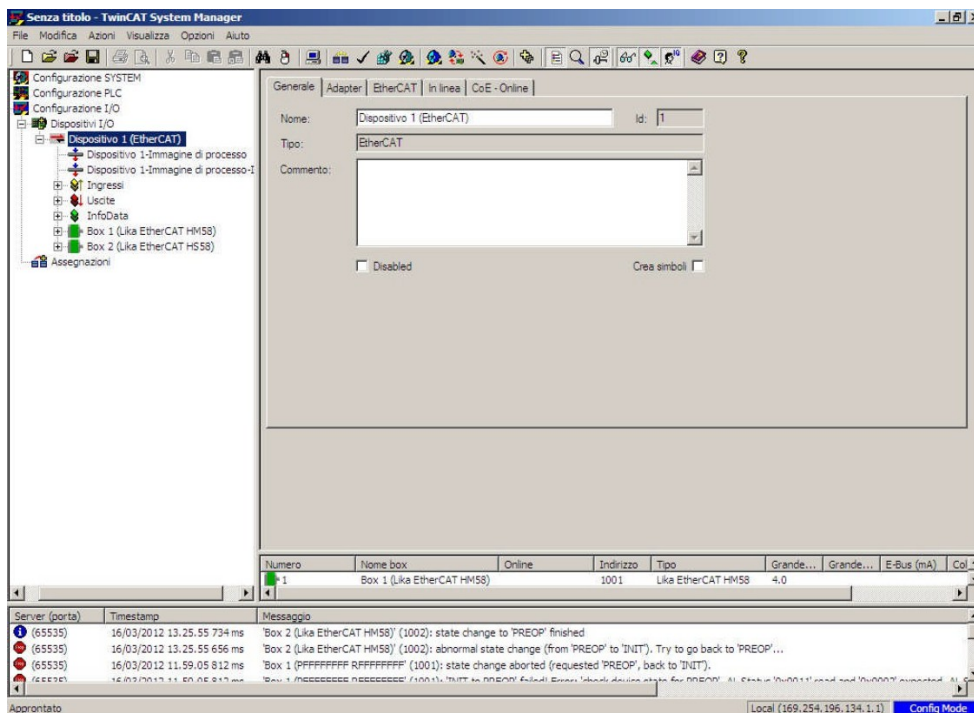 Senza titolo - TwinCAT System Manager
File Modifica Azioni Visualizza Opzioni Aiuto
Configurazione SYSTEM
Configurazione PLC
Configurazione I/O
Dispositivi I/O
Dispositivo 1 (EtherCAT)
Dispositivo 1-Immagine di processo
Dispositivo 1-Immagine di processo-I
Ingressi
Uscite
InfoData
Box 1 (Lika EtherCAT HM58)
Box 2 (Lika EtherCAT HS58)
Assegnazioni
Generale Adapter EtherCAT In linea CoE - Online
Nome: Dispositivo 1 (EtherCAT) Id: 1
Tipo: EtherCAT
Commento:
Disabled Crea simboli
Numero Nome box Online Indirizzo Tipo Grande... Grande... E-Bus (mA) Col
1 Box 1 (Lika EtherCAT HM58) 1001 Lika EtherCAT HM58 4.0
Server (porta) Timestamp Messaggio
(65535) 16/03/2012 13.25.55 734 ms 'Box 2 (Lika EtherCAT HM58)' (1002): state change to 'PREOP' finished
(65535) 16/03/2012 13.25.55 656 ms 'Box 2 (Lika EtherCAT HM58)' (1002): abnormal state change (from 'PREOP' to 'INIT'). Try to go back to 'PREOP'...
(65535) 16/03/2012 11.59.05 812 ms 'Box 1 (PFFFFFFFF RFFFFFFFF)' (1001): state change aborted (requested 'PREOP', back to 'INIT').
Approntato Local (169.254.196.134.1.1) Config Mode